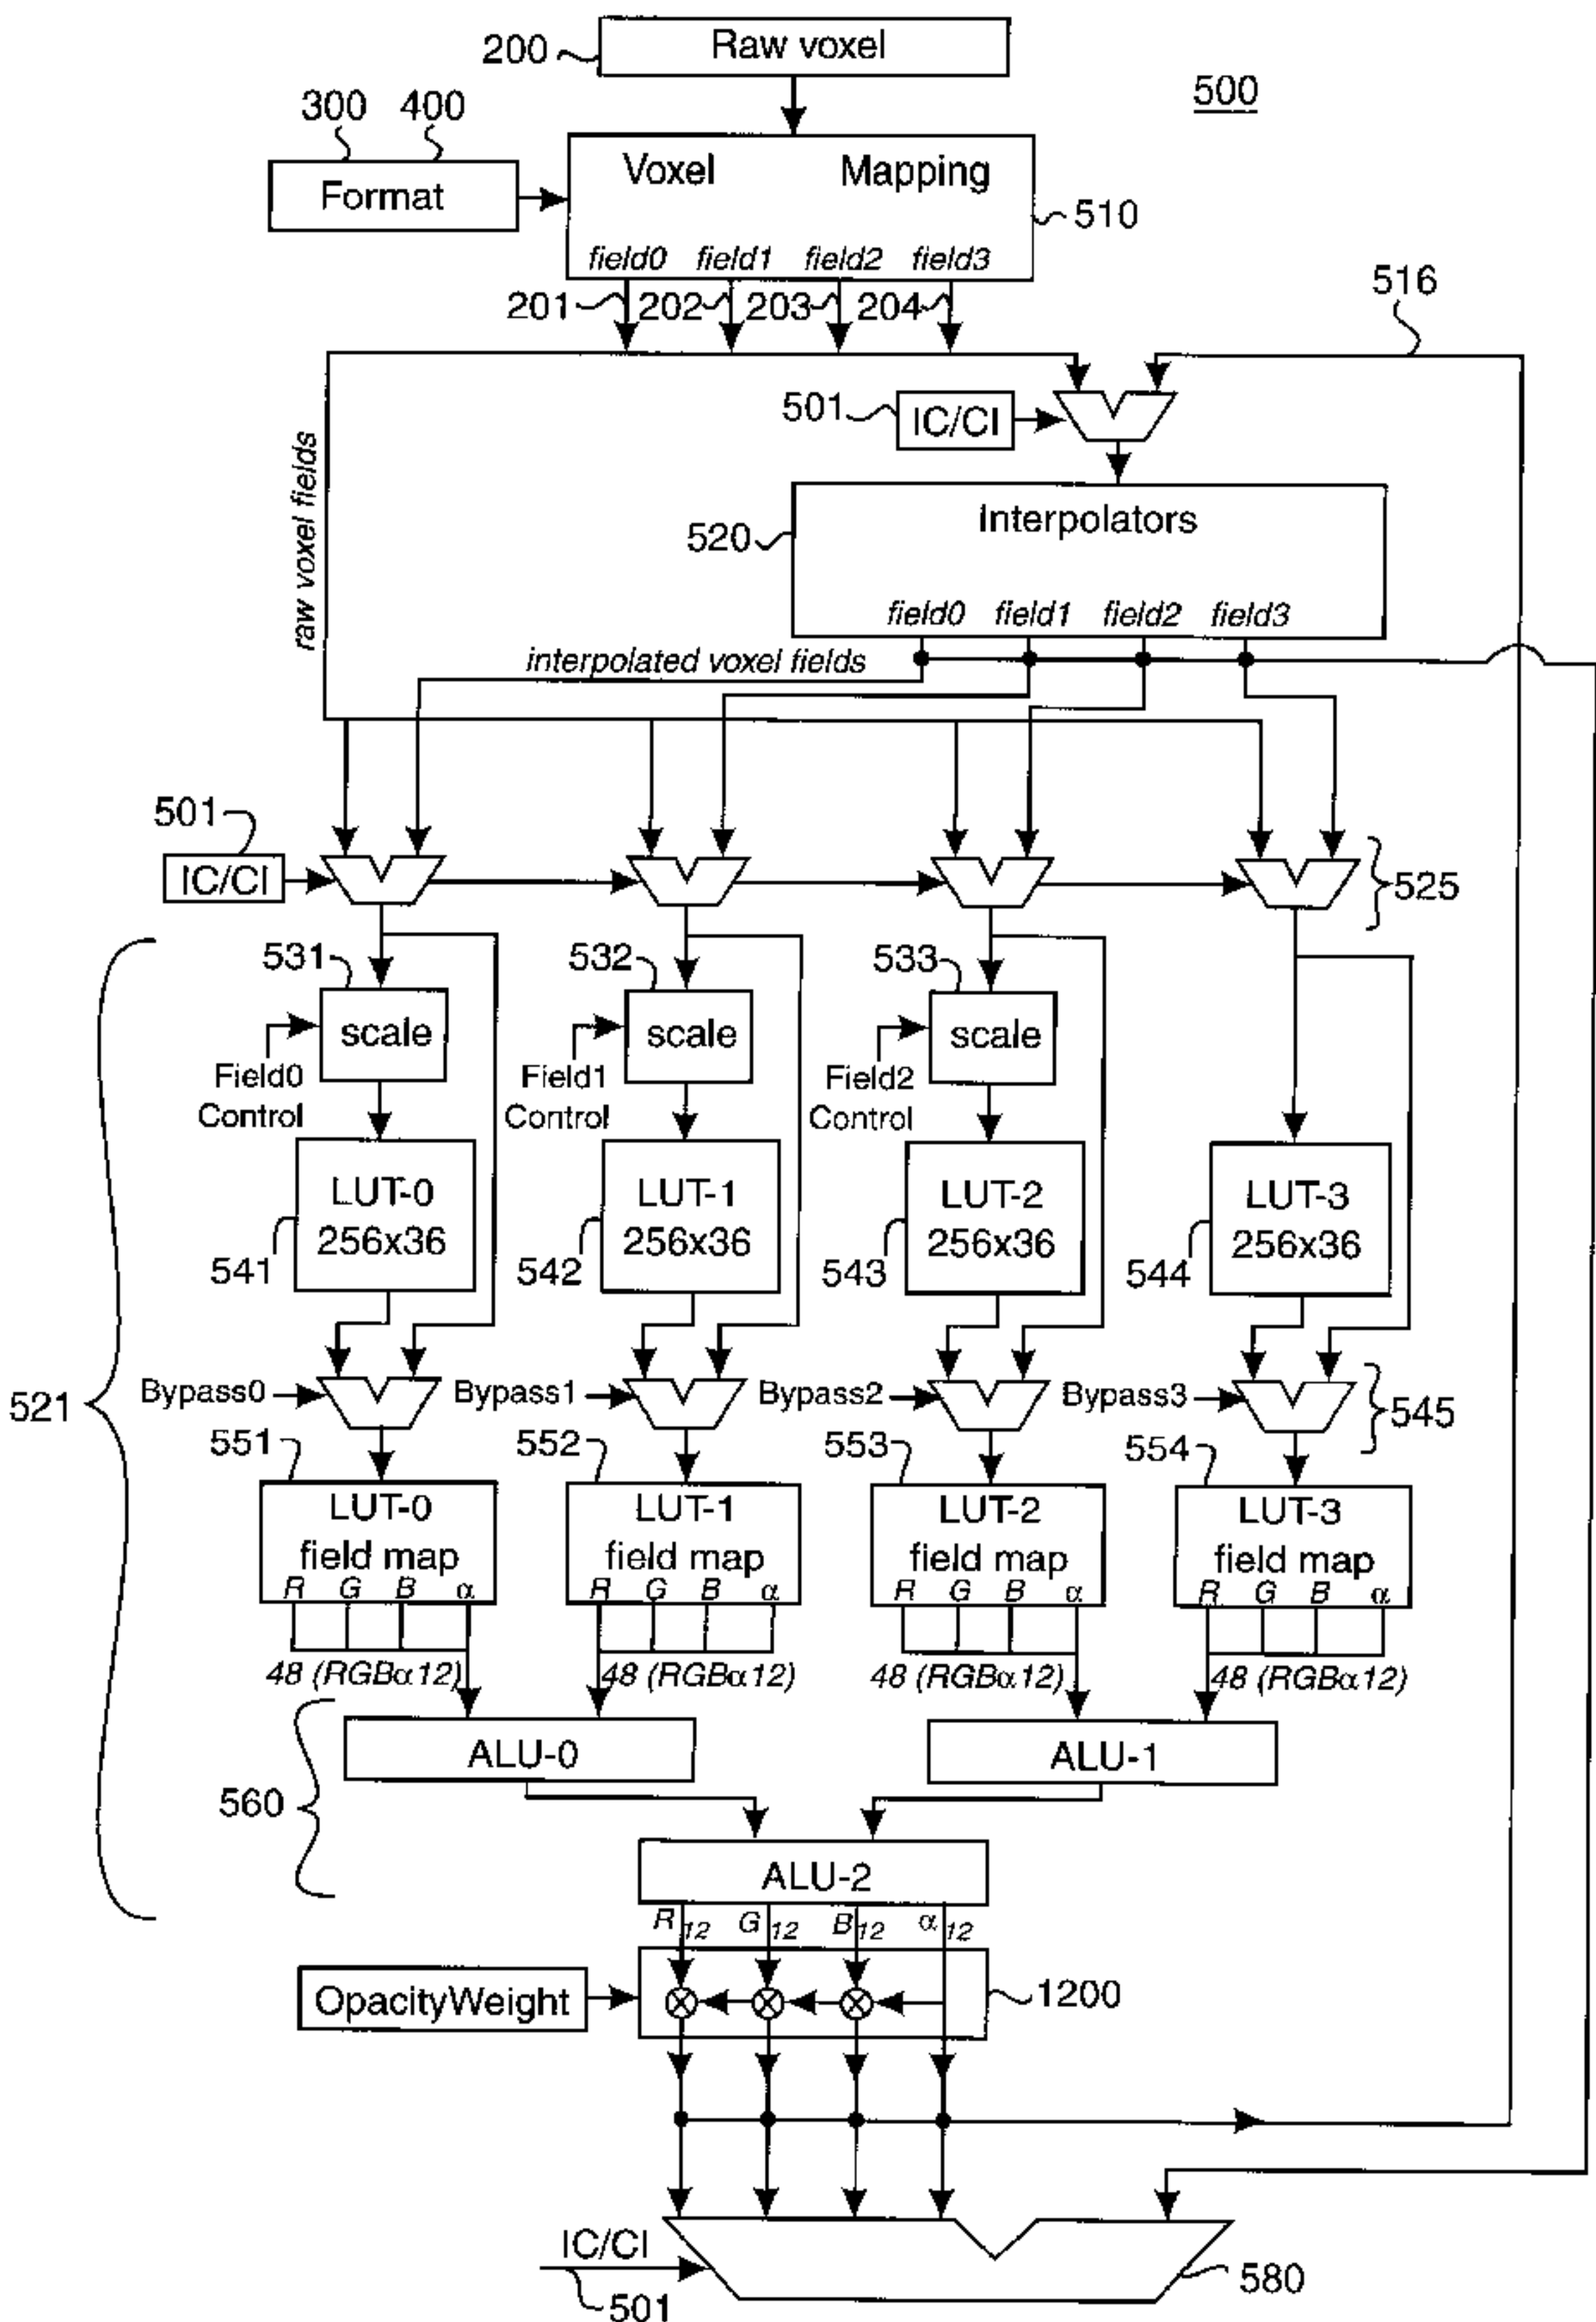 200 Raw voxel
500
300 400
Format
Voxel Mapping
510
field0 field1 field2 field3
201 202 203 204
516
501 IC/CI
raw voxel fields
520
Interpolators
field0 field1 field2 field3
interpolated voxel fields
501
IC/CI
525
531 532 533
scale scale scale
Field0 Control
Field1 Control
Field2 Control
LUT-0 256x36
LUT-1 256x36
LUT-2 256x36
LUT-3 256x36
541 542 543 544
521
Bypass0 Bypass1 Bypass2 Bypass3
545
551 552 553 554
LUT-0 field map
LUT-1 field map
LUT-2 field map
LUT-3 field map
R G B α R G B α R G B α R G B α
48 (RGBα12) 48 (RGBα12) 48 (RGBα12) 48 (RGBα12)
560
ALU-0 ALU-1
ALU-2
R 12 G 12 B 12 α 12
OpacityWeight
1200
IC/CI
501
580